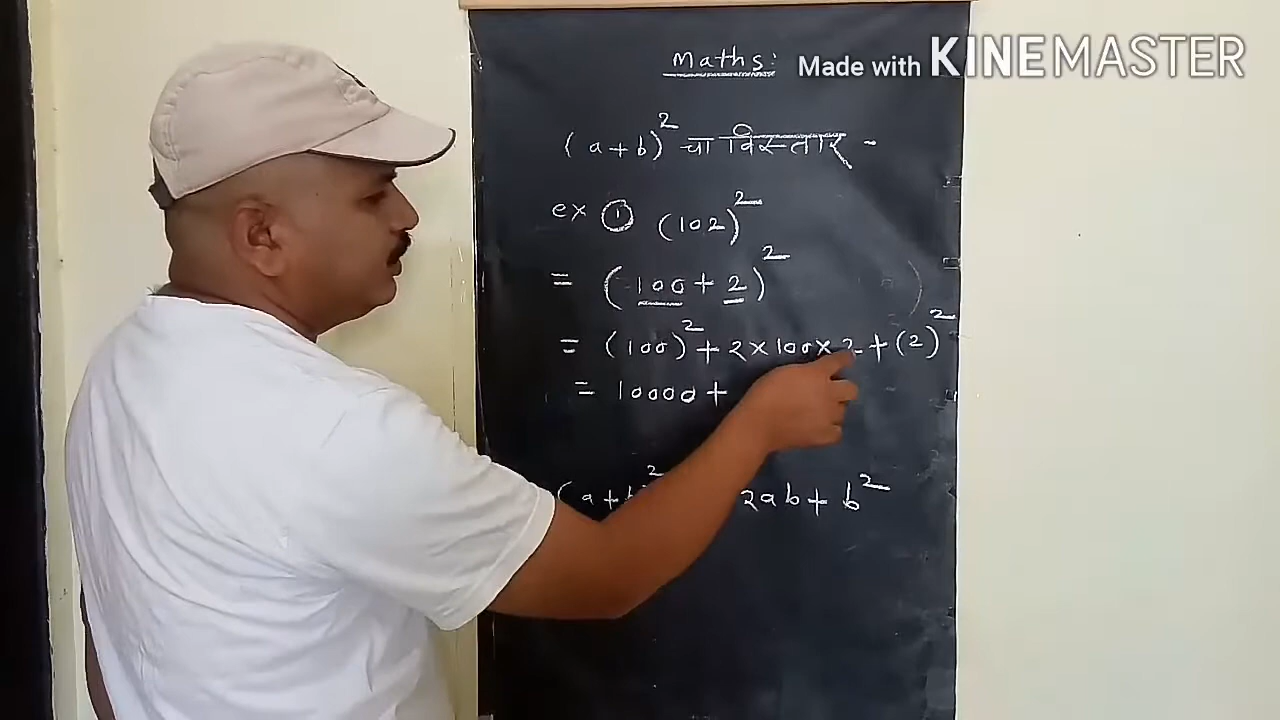 Maths:
Made with KINEMASTER
(a+b)² चा विस्तार -
ex ① (102)²
= (100+2)²
= (100)²+2×100×2+(2)²
= 10000+
(a+b² 2ab+b²